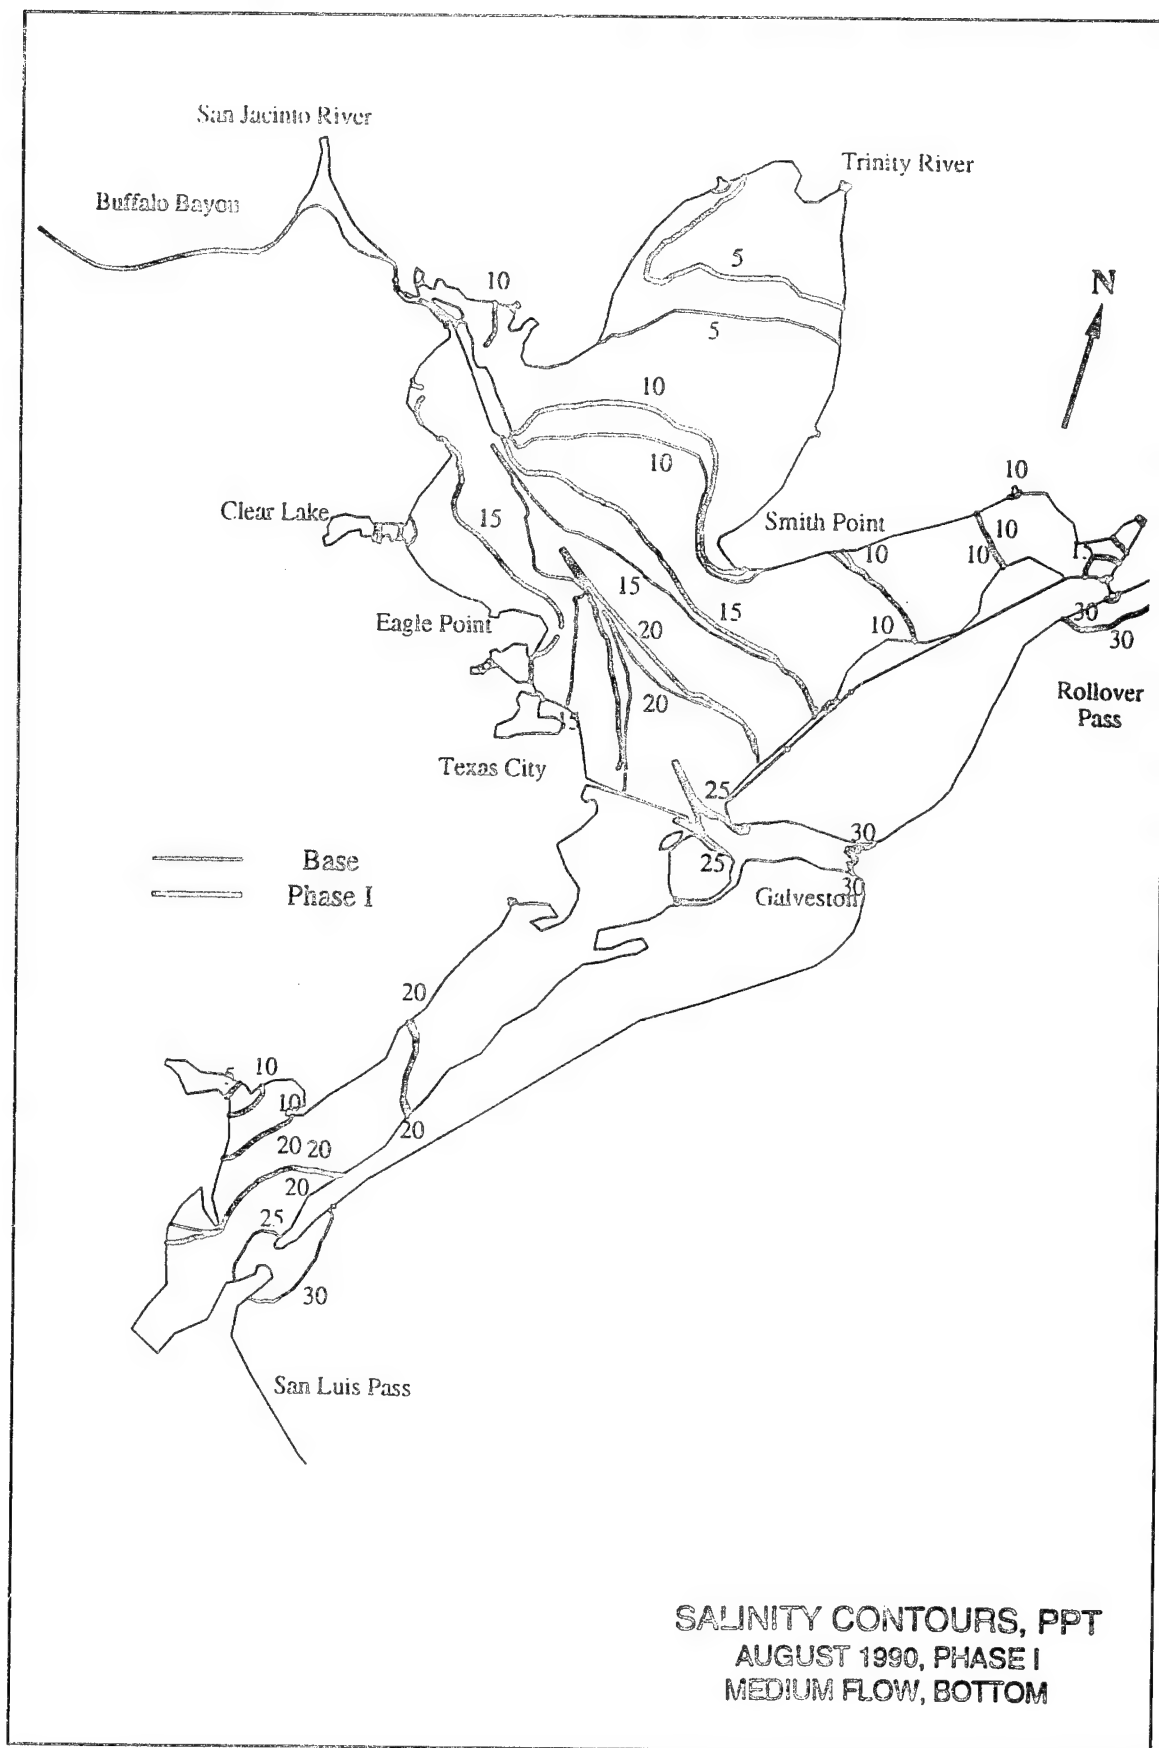 San Jacinto River
Trinity River
Buffalo Bayou
5
10
N
5
10
10
10
Clear Lake
15
Smith Point
10
10
10
15
15
Eagle Point
20
10
30
30
20
Rollover
Pass
15
Texas City
25
30
Base
25
Phase I
Galveston
30
20
5
10
10
20
20 20
20
25
30
San Luis Pass
SALINITY CONTOURS, PPT
AUGUST 1990, PHASE I
MEDIUM FLOW, BOTTOM